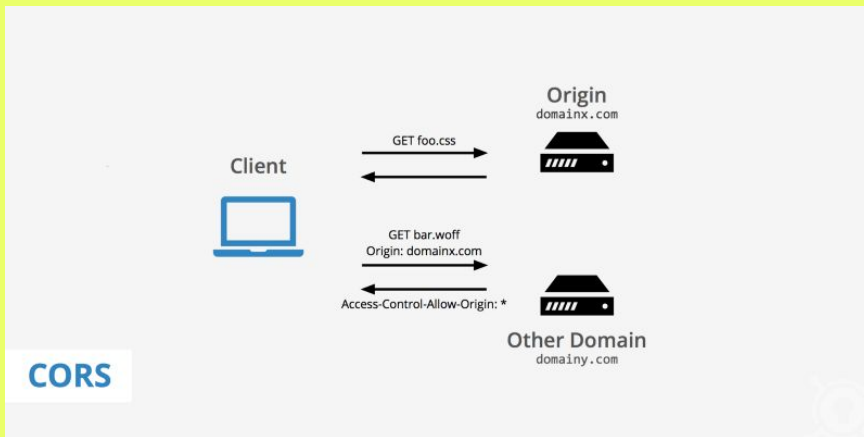 Origin
domainx.com
GET foo.css
Client
GET bar.woff
Origin: domainx.com
Access-Control-Allow-Origin: *
Other Domain
domainy.com
CORS